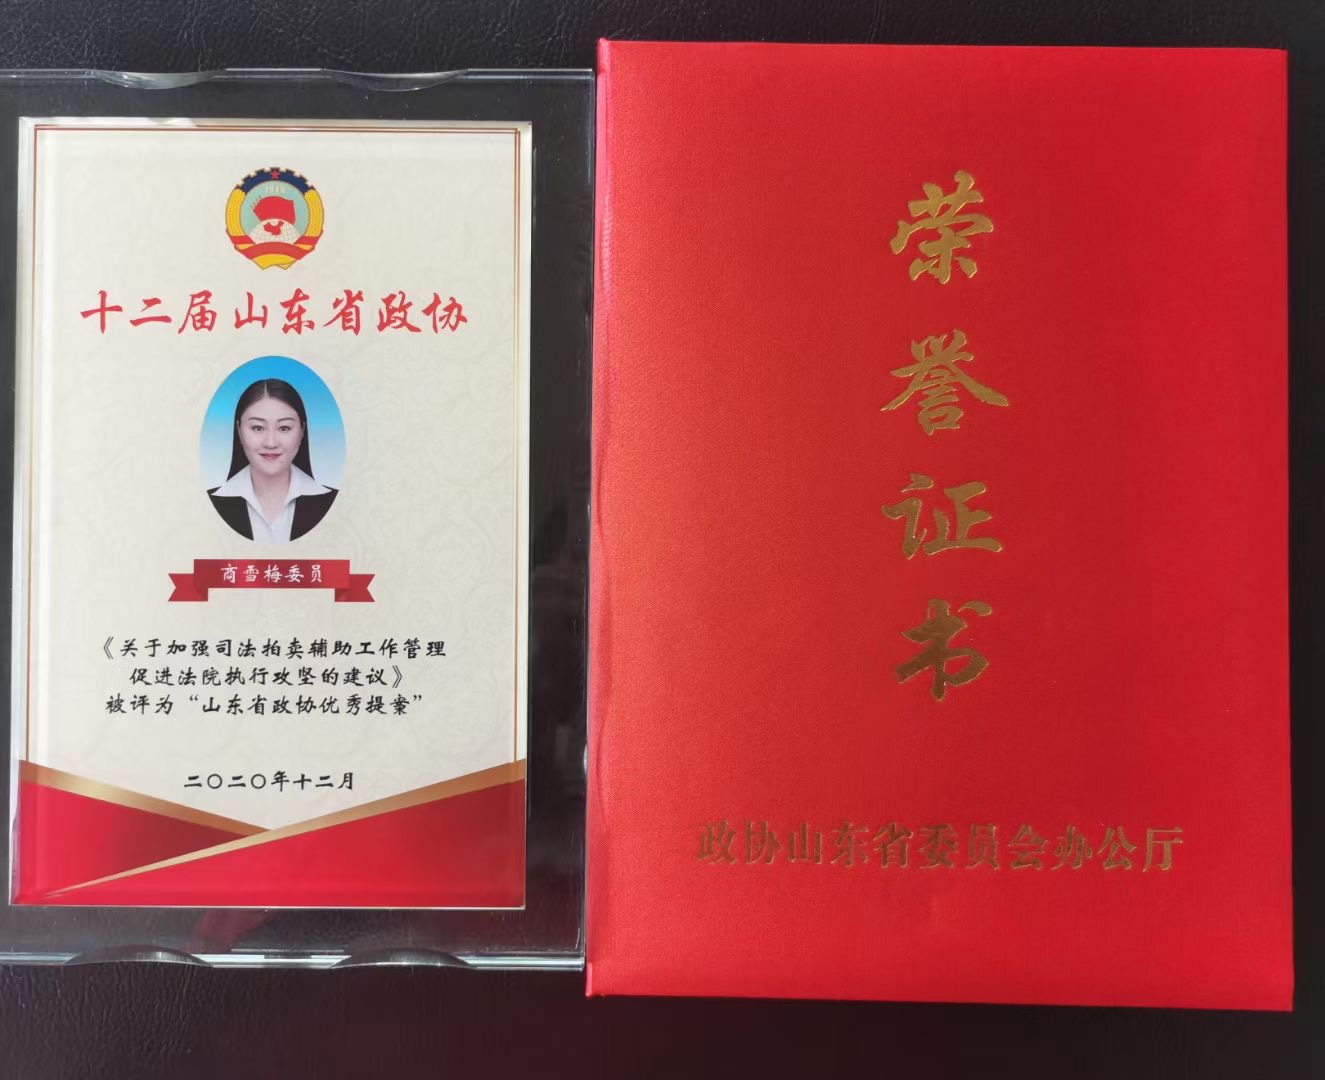 1949
十二届山东省政协
商雪梅委员
《关于加强司法拍卖辅助工作管理
促进法院执行攻坚的建议》
被评为“山东省政协优秀提案”
二〇二〇年十二月
荣
誉
证
书
政协山东省委员会办公厅